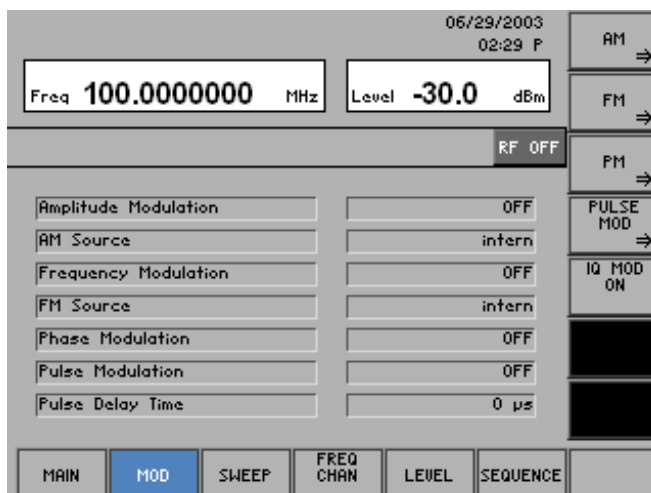 06/29/2003
02:29 P
Freq 100.0000000 MHz
Level -30.0 dBm
RF OFF
Amplitude Modulation OFF
AM Source intern
Frequency Modulation OFF
FM Source intern
Phase Modulation OFF
Pulse Modulation OFF
Pulse Delay Time 0 µs
AM ⇒
FM ⇒
PM ⇒
PULSE
MOD ⇒
IQ MOD
ON
MAIN
MOD
SWEEP
FREQ
CHAN
LEVEL
SEQUENCE